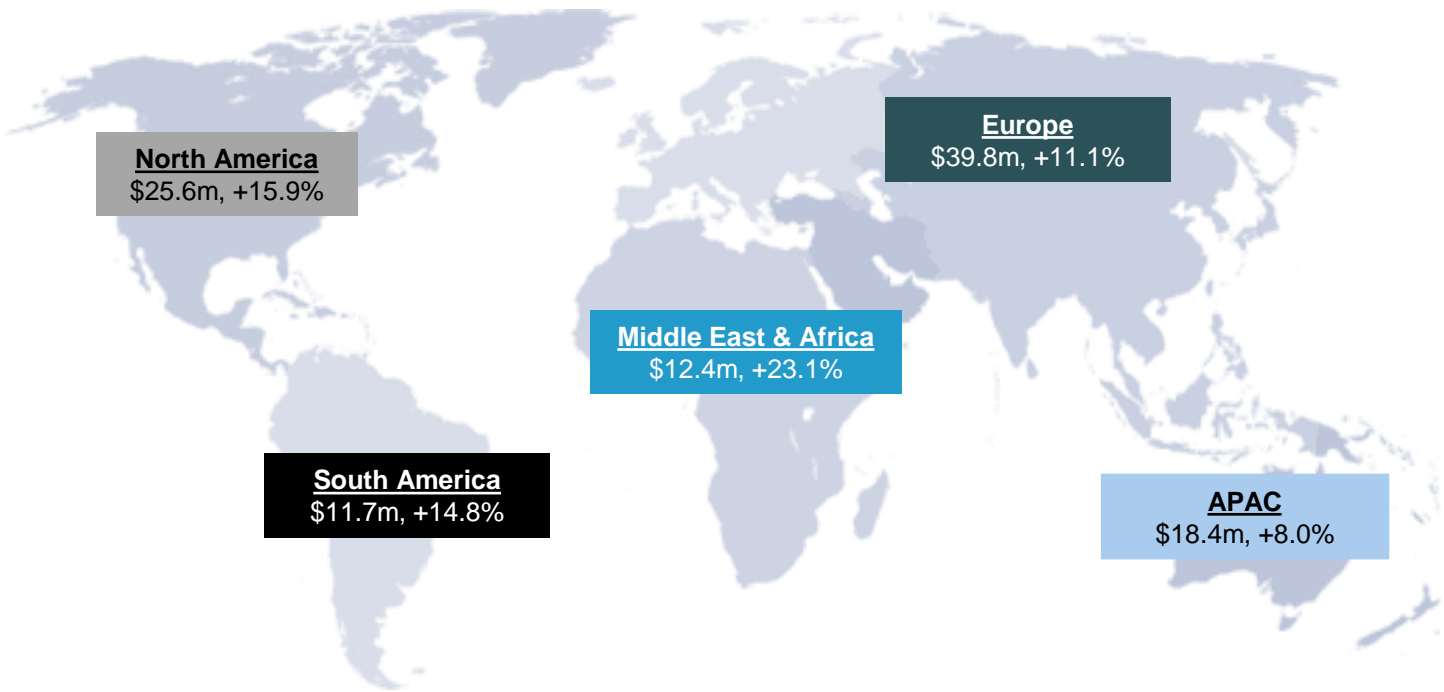 Europe
$39.8m, +11.1%
North America
$25.6m, +15.9%
Middle East & Africa
$12.4m, +23.1%
South America
$11.7m, +14.8%
APAC
$18.4m, +8.0%